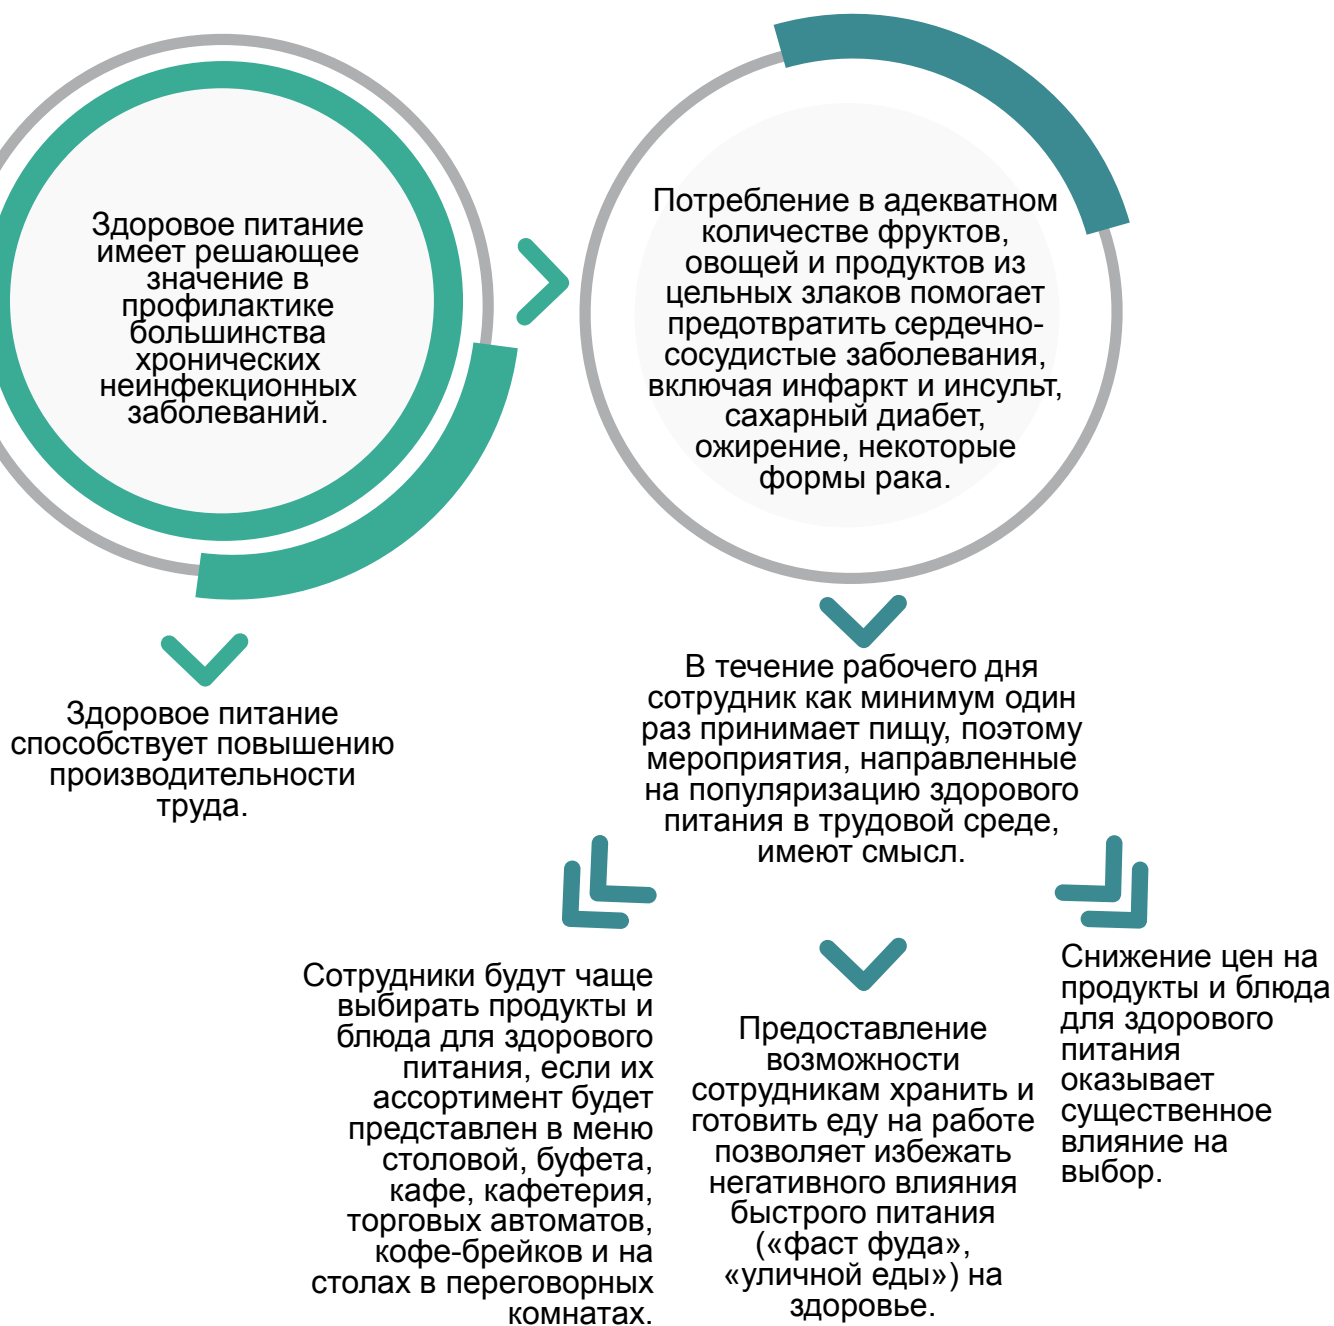 Здоровое питание
имеет решающее
значение в
профилактике
большинства
хронических
неинфекционных
заболеваний.
Потребление в адекватном
количестве фруктов,
овощей и продуктов из
цельных злаков помогает
предотвратить сердечно-
сосудистые заболевания,
включая инфаркт и инсульт,
сахарный диабет,
ожирение, некоторые
формы рака.
Здоровое питание
способствует повышению
производительности
труда.
В течение рабочего дня
сотрудник как минимум один
раз принимает пищу, поэтому
мероприятия, направленные
на популяризацию здорового
питания в трудовой среде,
имеют смысл.
Сотрудники будут чаще
выбирать продукты и
блюда для здорового
питания, если их
ассортимент будет
представлен в меню
столовой, буфета,
кафе, кафетерия,
торговых автоматов,
кофе-брейков и на
столах в переговорных
комнатах.
Предоставление
возможности
сотрудникам хранить и
готовить еду на работе
позволяет избежать
негативного влияния
быстрого питания
(«фаст фуда»,
«уличной еды») на
здоровье.
Снижение цен на
продукты и блюда
для здорового
питания
оказывает
существенное
влияние на
выбор.